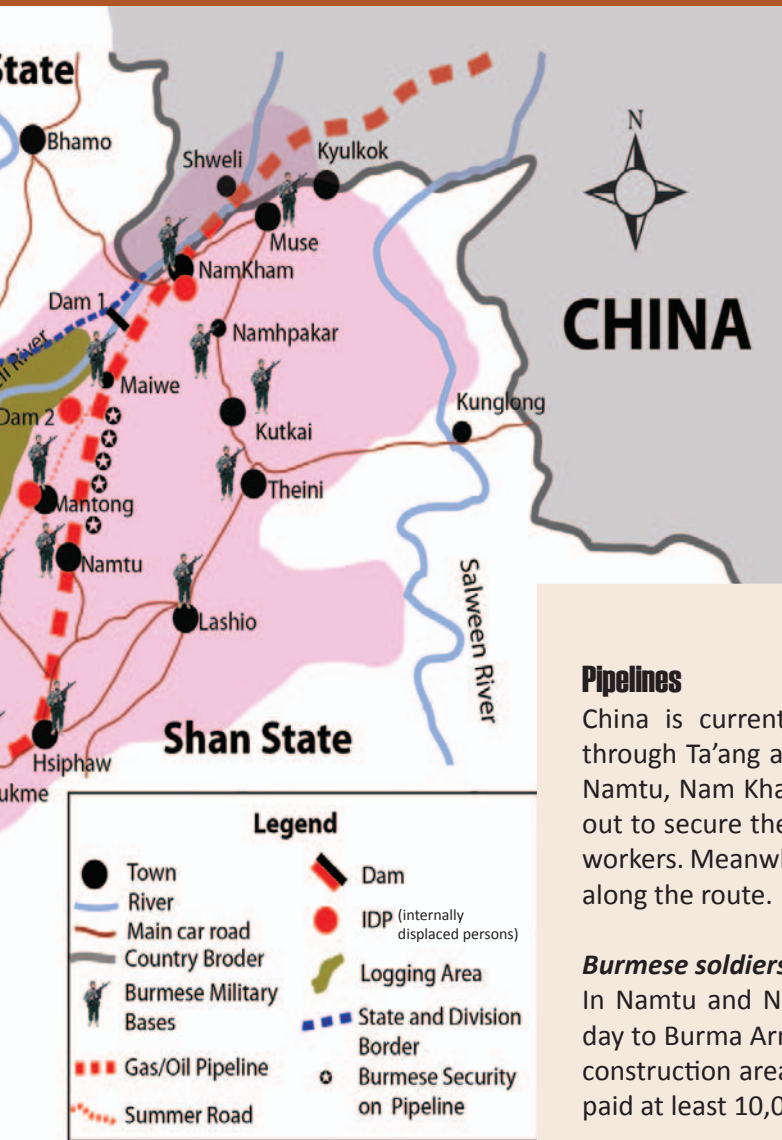 State
Bhamo
Shweli
Kyulkok
N
Muse
NamKham
CHINA
Dam 1
Namhpakar
River
Maiwe
Kunglong
Dam 2
Kutkai
Mantong
Theini
Namtu
Salween River
Lashio
Shan State
Hsiphaw
ukme
Legend
Town
River
Main car road
Country Broder
Burmese Military
Bases
Gas/Oil Pipeline
Summer Road
Dam
IDP (internally
displaced persons)
Logging Area
State and Division
Border
Burmese Security
on Pipeline
Pipelines
China is current
through Ta'ang a
Namtu, Nam Kha
out to secure the
workers. Meanwh
along the route.
Burmese soldiers
In Namtu and N
day to Burma Arr
construction area
paid at least 10,0